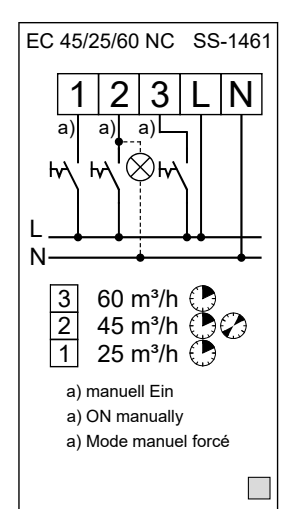 EC 45/25/60 NC SS-1461
1 2 3 L N
a) a) a)
L
N
3 60 m³/h
2 45 m³/h
1 25 m³/h
a) manuell Ein
a) ON manually
a) Mode manuel forcé